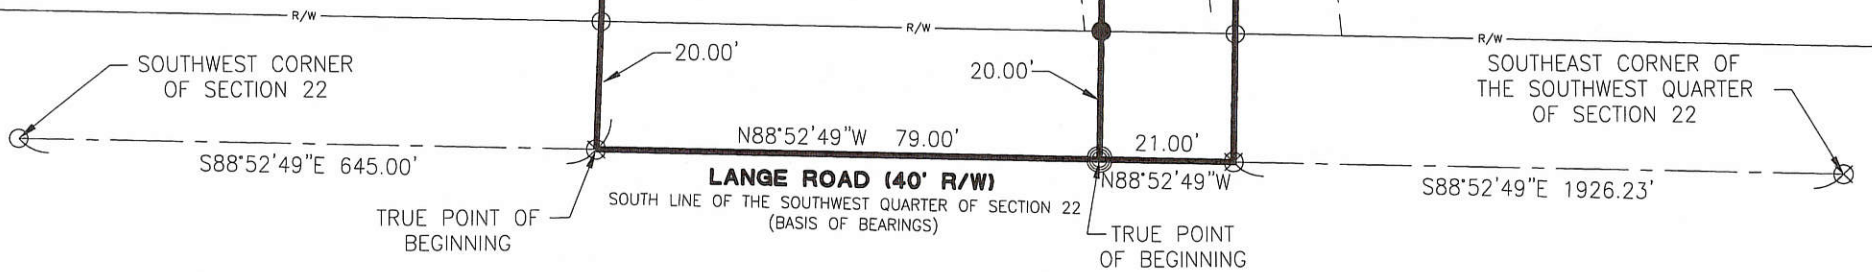 R/W
R/W
R/W
20.00'
20.00'
SOUTHWEST CORNER
OF SECTION 22
SOUTHEAST CORNER OF
THE SOUTHWEST QUARTER
OF SECTION 22
S88°52'49"E 645.00'
N88°52'49"W 79.00'
21.00'
N88°52'49"W
S88°52'49"E 1926.23'
LANGE ROAD (40' R/W)
SOUTH LINE OF THE SOUTHWEST QUARTER OF SECTION 22
(BASIS OF BEARINGS)
TRUE POINT OF
BEGINNING
TRUE POINT
OF BEGINNING